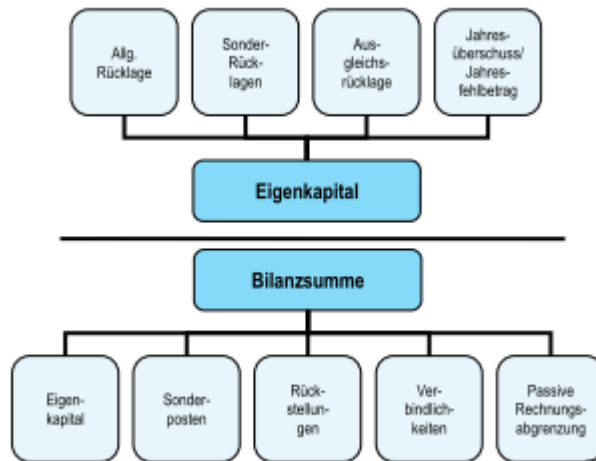 Allg.
Rücklage
Sonder-
Rück-
lagen
Aus-
gleichs-
rücklage
Jahres-
überschuss/
Jahres-
fehlbetrag
Eigenkapital
Bilanzsumme
Eigen-
kapital
Sonder-
posten
Rück-
stellun-
gen
Ver-
bindlich-
keiten
Passive
Rechnungs-
abgrenzung